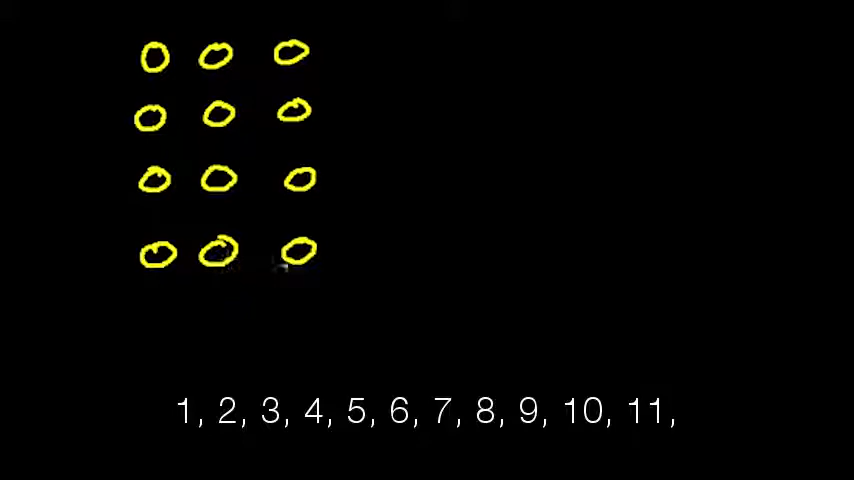 1, 2, 3, 4, 5, 6, 7, 8, 9, 10, 11,